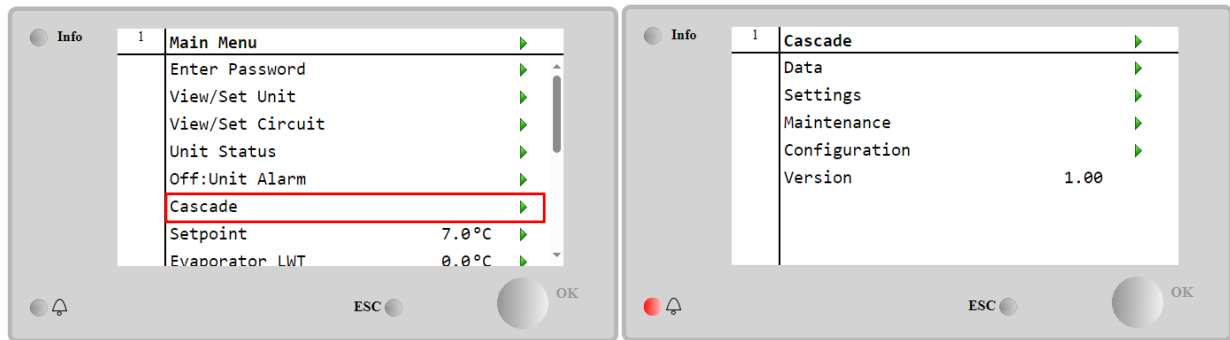 Info
1 Main Menu
Enter Password
View/Set Unit
View/Set Circuit
Unit Status
Off:Unit Alarm
Cascade
Setpoint 7.0°C
Evaporator LWT 0.0°C
ESC
OK
Info
1 Cascade
Data
Settings
Maintenance
Configuration
Version 1.00
ESC
OK